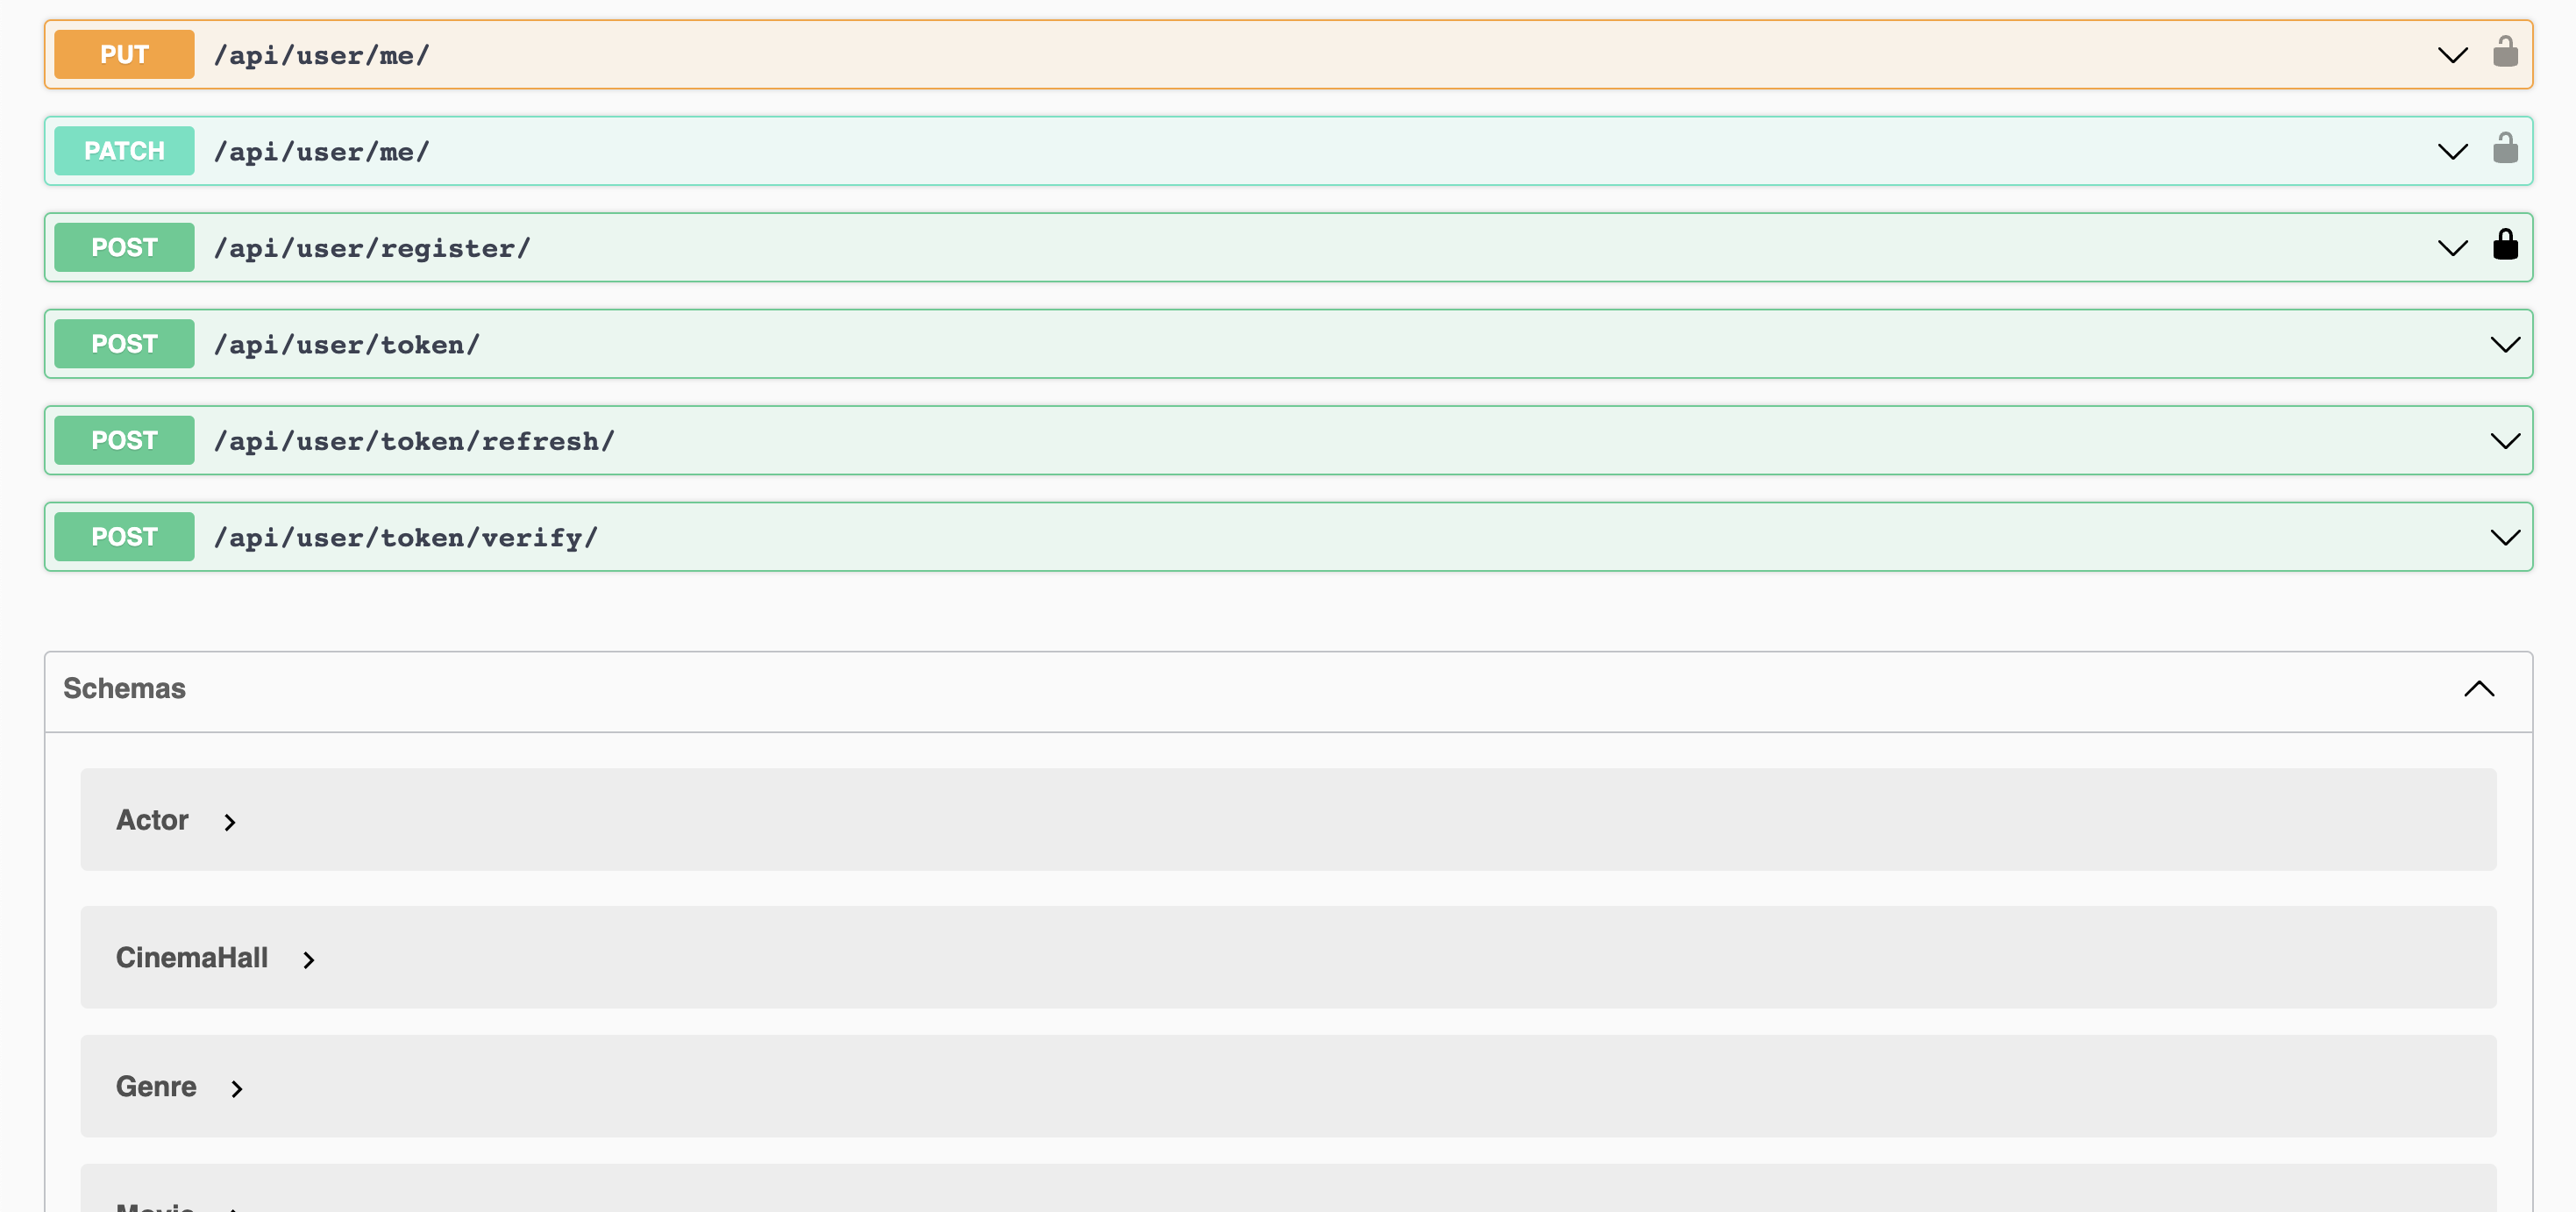 PUT /api/user/me/
PATCH /api/user/me/
POST /api/user/register/
POST /api/user/token/
POST /api/user/token/refresh/
POST /api/user/token/verify/
Schemas
Actor
CinemaHall
Genre
Movie